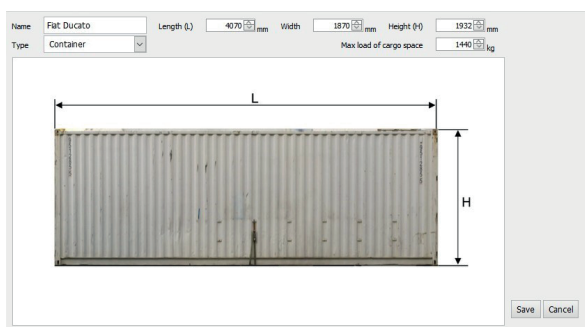 Name Fiat Ducato Length (L) 4070 mm Width 1870 mm Height (H) 1932 mm
Type Container Max load of cargo space 1440 kg
L
H
Save Cancel